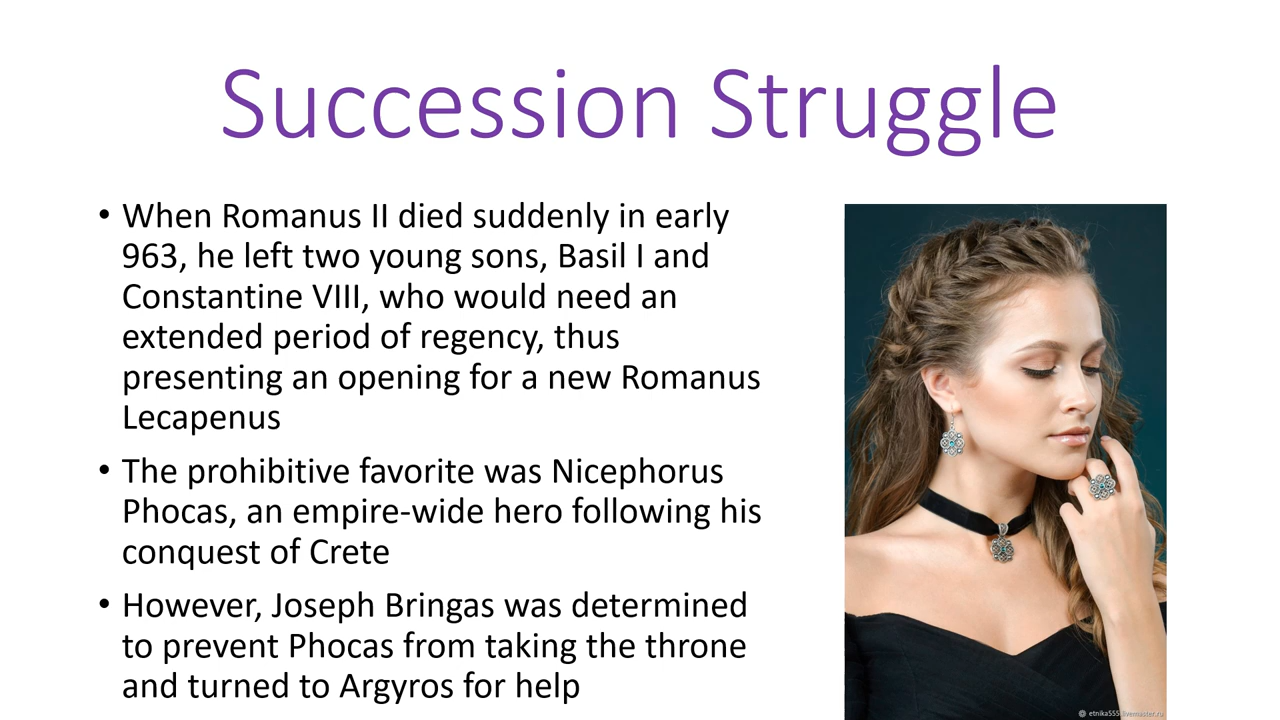 Succession Struggle
• When Romanus II died suddenly in early
963, he left two young sons, Basil I and
Constantine VIII, who would need an
extended period of regency, thus
presenting an opening for a new Romanus
Lecapenus
• The prohibitive favorite was Nicephorus
Phocas, an empire-wide hero following his
conquest of Crete
• However, Joseph Bringas was determined
to prevent Phocas from taking the throne
and turned to Argyros for help
etnika555.livemaster.ru